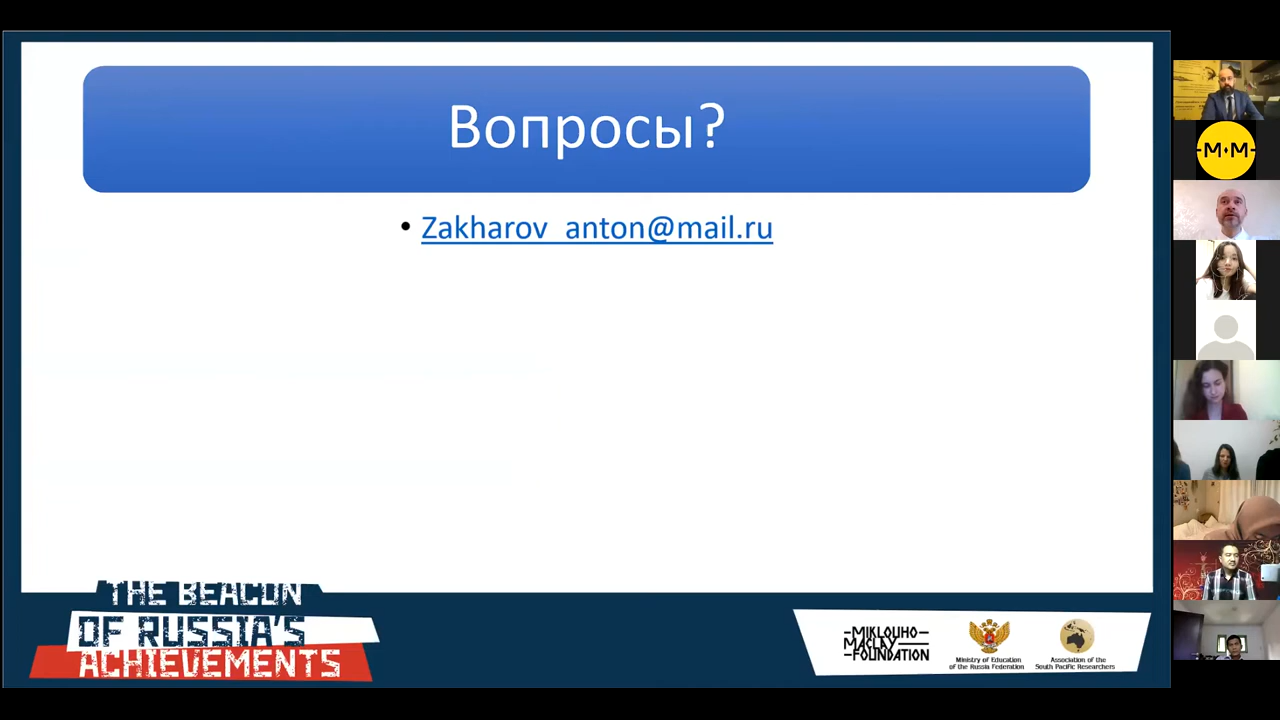 Вопросы?
• Zakharov_anton@mail.ru
M·M
THE BEACON
OF RUSSIA'S
ACHIEVEMENTS
–MIKLOUHO–
MACLAY–
–FOUNDATION
Ministry of Education
of the Russia Federation
Association of the
South Pacific Researchers